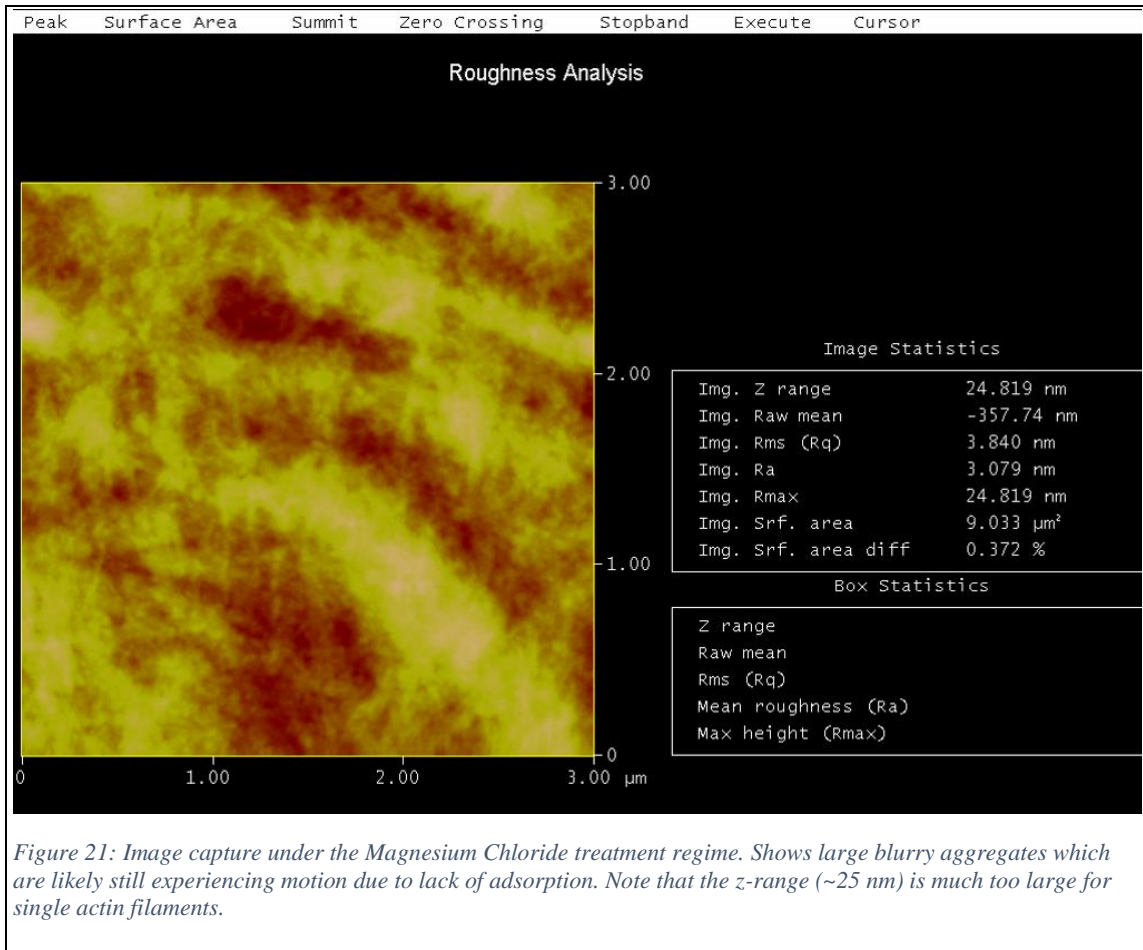 Peak Surface Area Summit Zero Crossing Stopband Execute Cursor
Roughness Analysis
3.00
2.00
1.00
0
0 1.00 2.00 3.00 µm
Image Statistics
Img. Z range 24.819 nm
Img. Raw mean -357.74 nm
Img. Rms (Rq) 3.840 nm
Img. Ra 3.079 nm
Img. Rmax 24.819 nm
Img. Srf. area 9.033 µm²
Img. Srf. area diff 0.372 %
Box Statistics
Z range
Raw mean
Rms (Rq)
Mean roughness (Ra)
Max height (Rmax)
Figure 21: Image capture under the Magnesium Chloride treatment regime. Shows large blurry aggregates which
are likely still experiencing motion due to lack of adsorption. Note that the z-range (~25 nm) is much too large for
single actin filaments.